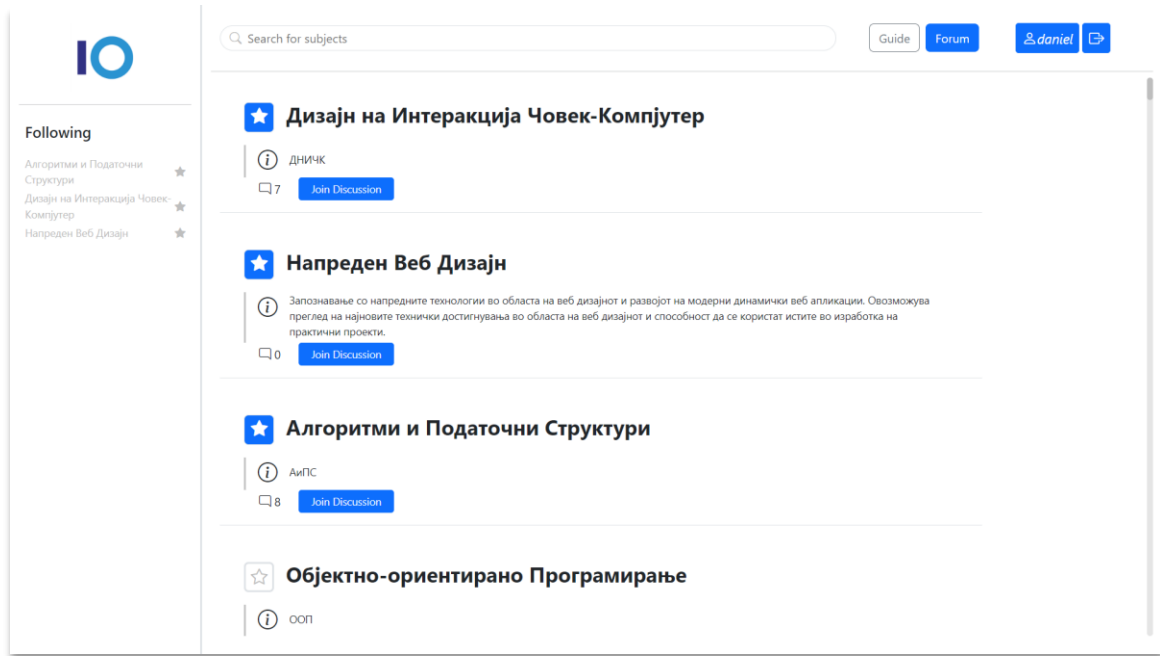 IO
Search for subjects
Guide
Forum
daniel
Following
Алгоритми и Податочни
Структури
Дизајн на Интеракција Човек-
Компјутер
Напреден Веб Дизајн
Дизајн на Интеракција Човек-Компјутер
ДНИЧК
7
Join Discussion
Напреден Веб Дизајн
Запознавање со напредните технологии во областа на веб дизајнот и развојот на модерни динамички веб апликации. Овозможува
преглед на најновите технички достигнувања во областа на веб дизајнот и способност да се користат истите во изработка на
практични проекти.
0
Join Discussion
Алгоритми и Податочни Структури
АиПС
8
Join Discussion
Објектно-ориентирано Програмирање
ООП